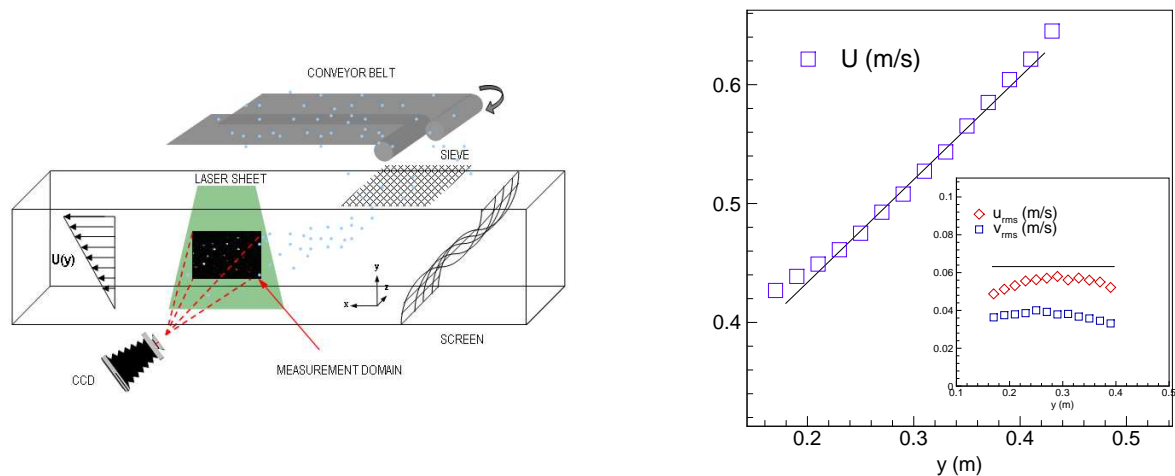 CONVEYOR BELT
SIEVE
LASER SHEET
U(y)
y
z
x
SCREEN
CCD
MEASUREMENT DOMAIN
U (m/s)
0.6
0.5
0.4
0.2
0.3
0.4
0.5
y (m)
u_rms (m/s)
v_rms (m/s)
0.1
0.08
0.06
0.04
0.02
0
0.1
0.2
0.3
0.4
0.5
y (m)